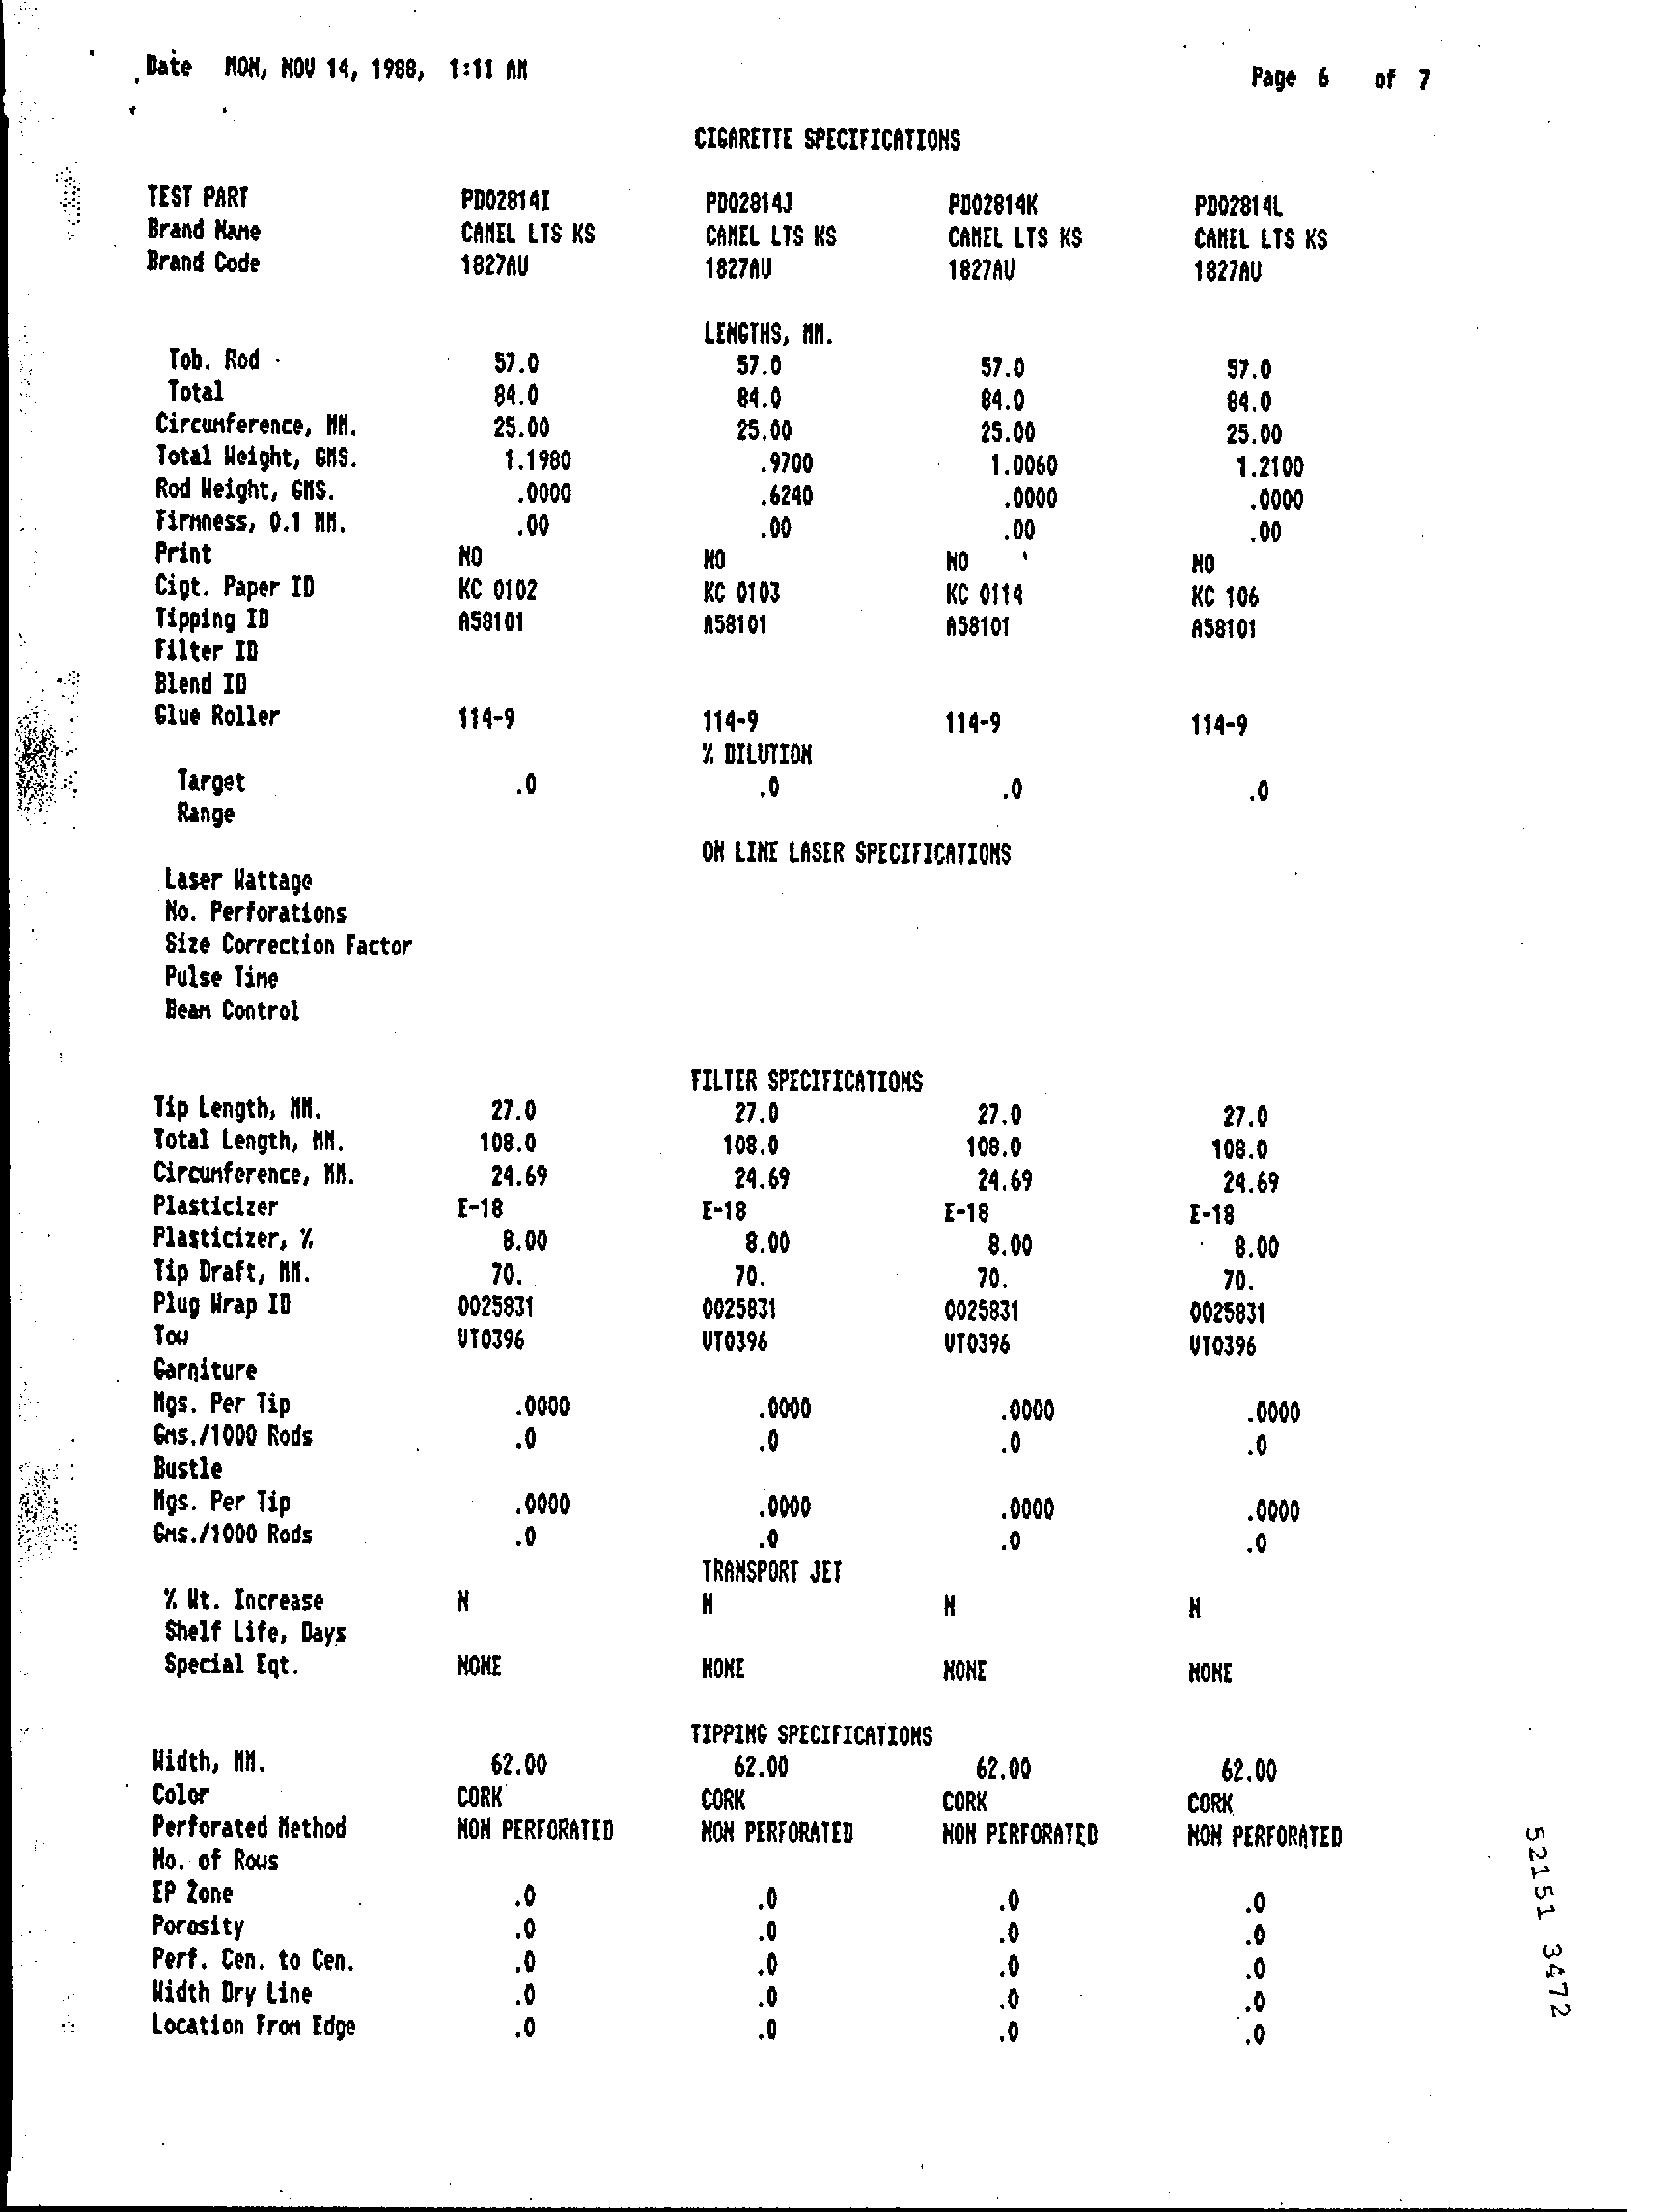 Date MON, NOV 14, 1988, 1:11 AM
Page 6 of 7
CIGARETTE SPECIFICATIONS
TEST PART PD02814I PD02814J PD02814K PD02814L
Brand Name CAMEL LTS KS CAMEL LTS KS CAMEL LTS KS CAMEL LTS KS
Brand Code 1827AU 1827AU 1827AU 1827AU
LENGTHS, MM.
Tob. Rod 57.0 57.0 57.0 57.0
Total 84.0 84.0 84.0 84.0
Circumference, MM. 25.00 25.00 25.00 25.00
Total Weight, GMS. 1.1980 .9700 1.0060 1.2100
Rod Weight, GMS. .0000 .6240 .0000 .0000
Firmness, 0.1 MM. .00 .00 .00 .00
Print NO NO NO NO
Cigt. Paper ID KC 0102 KC 0103 KC 0114 KC 106
Tipping ID A58101 A58101 A58101 A58101
Filter ID
Blend ID
Glue Roller 114-9 114-9 114-9 114-9
% DILUTION
Target .0 .0 .0 .0
Range
ON LINE LASER SPECIFICATIONS
Laser Wattage
No. Perforations
Size Correction Factor
Pulse Time
Beam Control
FILTER SPECIFICATIONS
Tip Length, MM. 27.0 27.0 27.0 27.0
Total Length, MM. 108.0 108.0 108.0 108.0
Circumference, MM. 24.69 24.69 24.69 24.69
Plasticizer E-18 E-18 E-18 E-18
Plasticizer, % 8.00 8.00 8.00 8.00
Tip Draft, MM. 70. 70. 70. 70.
Plug Wrap ID 0025831 0025831 0025831 0025831
Tow VT0396 VT0396 VT0396 VT0396
Garniture
Mgs. Per Tip .0000 .0000 .0000 .0000
Gms./1000 Rods .0 .0 .0 .0
Bustle
Mgs. Per Tip .0000 .0000 .0000 .0000
Gms./1000 Rods .0 .0 .0 .0
TRANSPORT JET
% Wt. Increase N N N N
Shelf Life, Days
Special Eqt. NONE NONE NONE NONE
TIPPING SPECIFICATIONS
Width, MM. 62.00 62.00 62.00 62.00
Color CORK CORK CORK CORK
Perforated Method NON PERFORATED NON PERFORATED NON PERFORATED NON PERFORATED
No. of Rows
EP Zone .0 .0 .0 .0
Porosity .0 .0 .0 .0
Perf. Cen. to Cen. .0 .0 .0 .0
Width Dry Line .0 .0 .0 .0
Location From Edge .0 .0 .0 .0
52151 3472